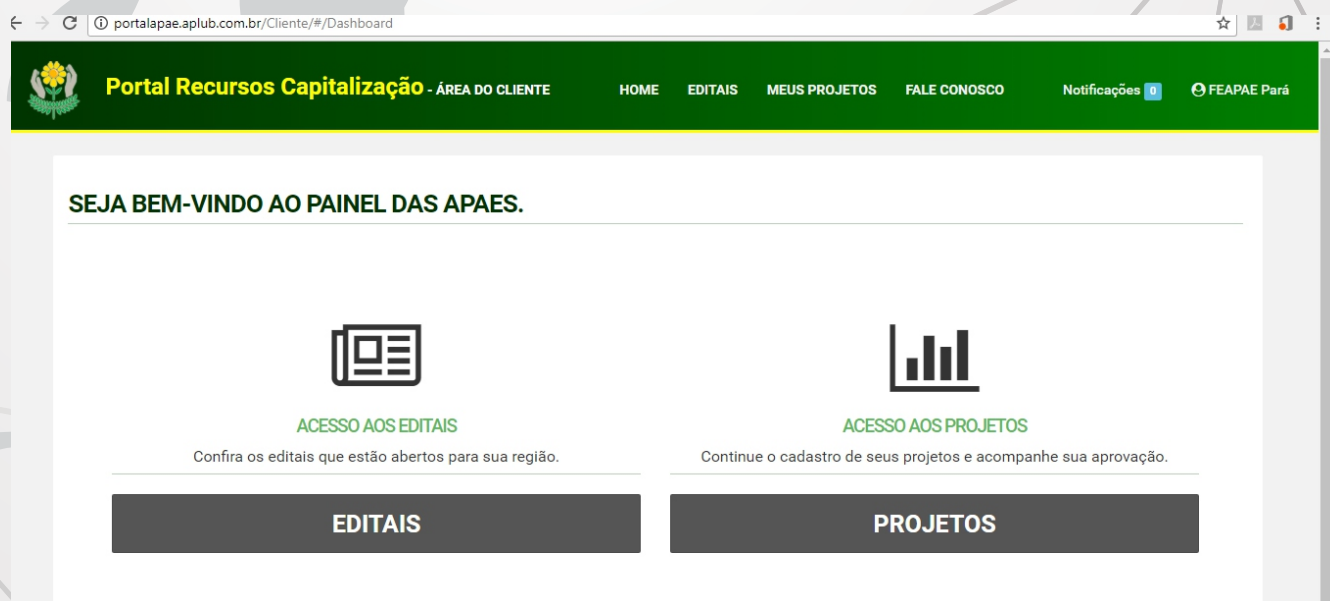 portalapae.aplub.com.br/Cliente/#/Dashboard
Portal Recursos Capitalização - ÁREA DO CLIENTE HOME EDITAIS MEUS PROJETOS FALE CONOSCO Notificações 0 FEAPAE Pará
SEJA BEM-VINDO AO PAINEL DAS APAES.
ACESSO AOS EDITAIS
Confira os editais que estão abertos para sua região.
EDITAIS
ACESSO AOS PROJETOS
Continue o cadastro de seus projetos e acompanhe sua aprovação.
PROJETOS